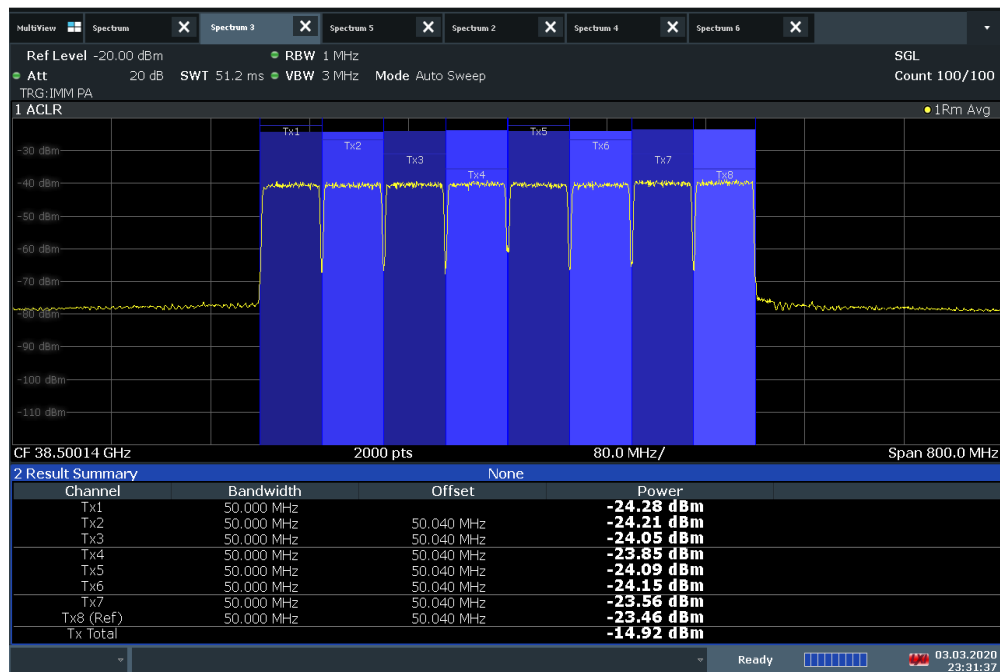 MultiView Spectrum Spectrum 3 Spectrum 5 Spectrum 2 Spectrum 4 Spectrum 6
Ref Level -20.00 dBm RBW 1 MHz SGL
Att 20 dB SWT 51.2 ms VBW 3 MHz Mode Auto Sweep Count 100/100
TRG:IMM PA
1 ACLR 1Rm Avg
Tx1 Tx5
Tx2 Tx6
-30 dBm
Tx3 Tx7
Tx4 Tx8
-40 dBm
-50 dBm
-60 dBm
-70 dBm
-80 dBm
-90 dBm
-100 dBm
-110 dBm
CF 38.50014 GHz 2000 pts 80.0 MHz/ Span 800.0 MHz
2 Result Summary None
Channel Bandwidth Offset Power
Tx1 50.000 MHz -24.28 dBm
Tx2 50.000 MHz 50.040 MHz -24.21 dBm
Tx3 50.000 MHz 50.040 MHz -24.05 dBm
Tx4 50.000 MHz 50.040 MHz -23.85 dBm
Tx5 50.000 MHz 50.040 MHz -24.09 dBm
Tx6 50.000 MHz 50.040 MHz -24.15 dBm
Tx7 50.000 MHz 50.040 MHz -23.56 dBm
Tx8 (Ref) 50.000 MHz 50.040 MHz -23.46 dBm
Tx Total -14.92 dBm
Ready 03.03.2020
23:31:37